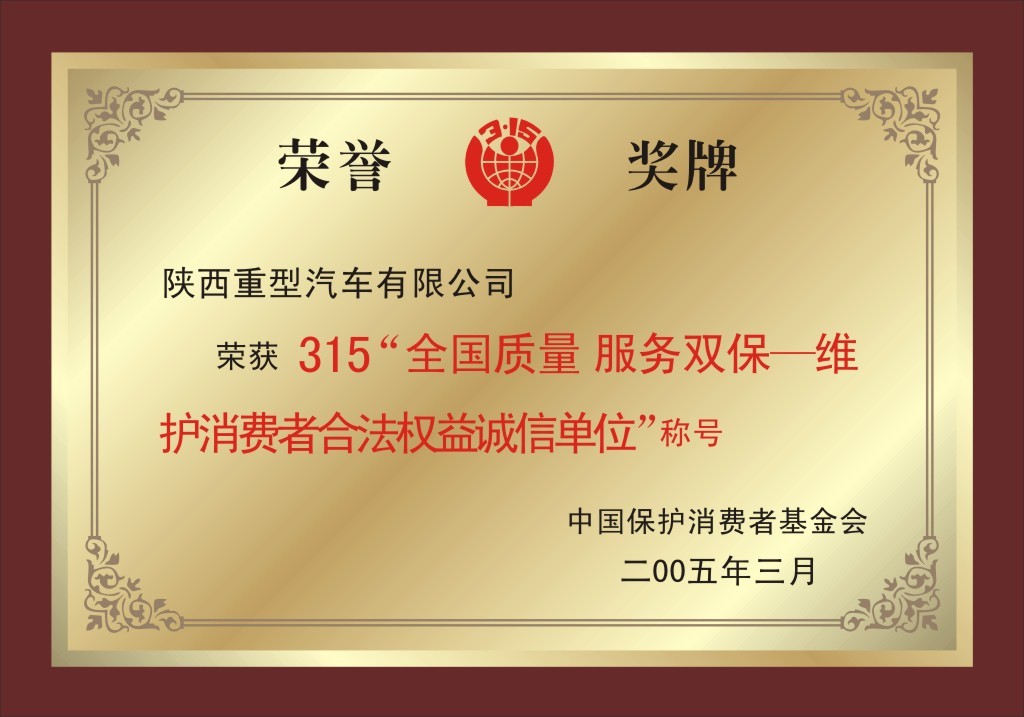 荣誉 3·15 奖牌
陕西重型汽车有限公司
荣获 315“全国质量 服务双保—维
护消费者合法权益诚信单位”称号
中国保护消费者基金会
二00五年三月